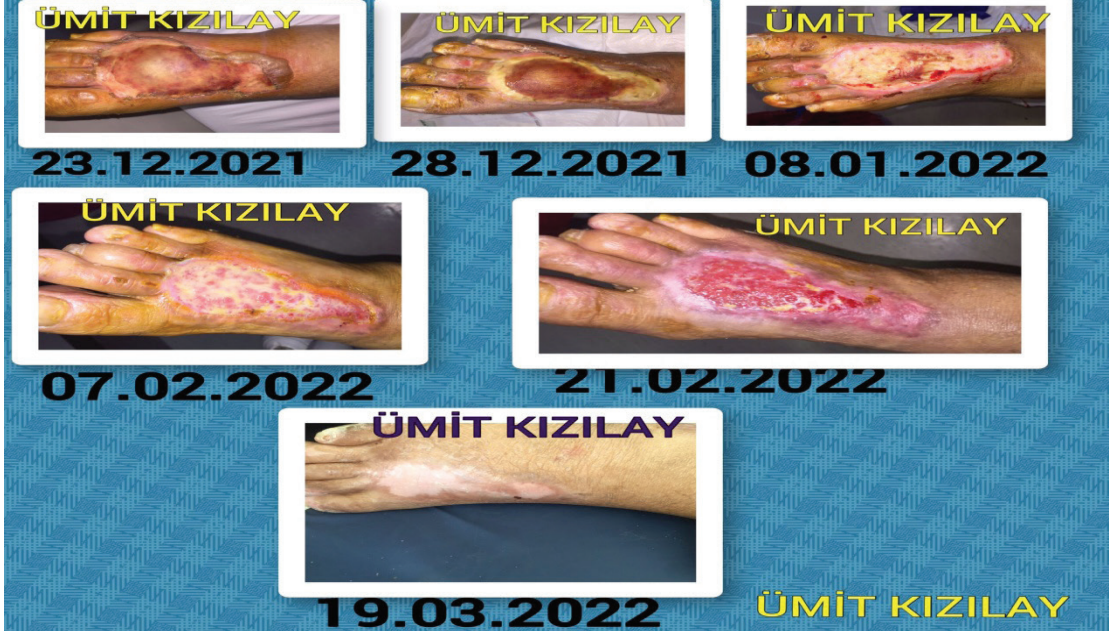 ÜMİT KIZILAY
ÜMİT KIZILAY
ÜMİT KIZILAY
23.12.2021
28.12.2021
08.01.2022
ÜMİT KIZILAY
ÜMİT KIZILAY
07.02.2022
21.02.2022
ÜMİT KIZILAY
19.03.2022
ÜMİT KIZILAY